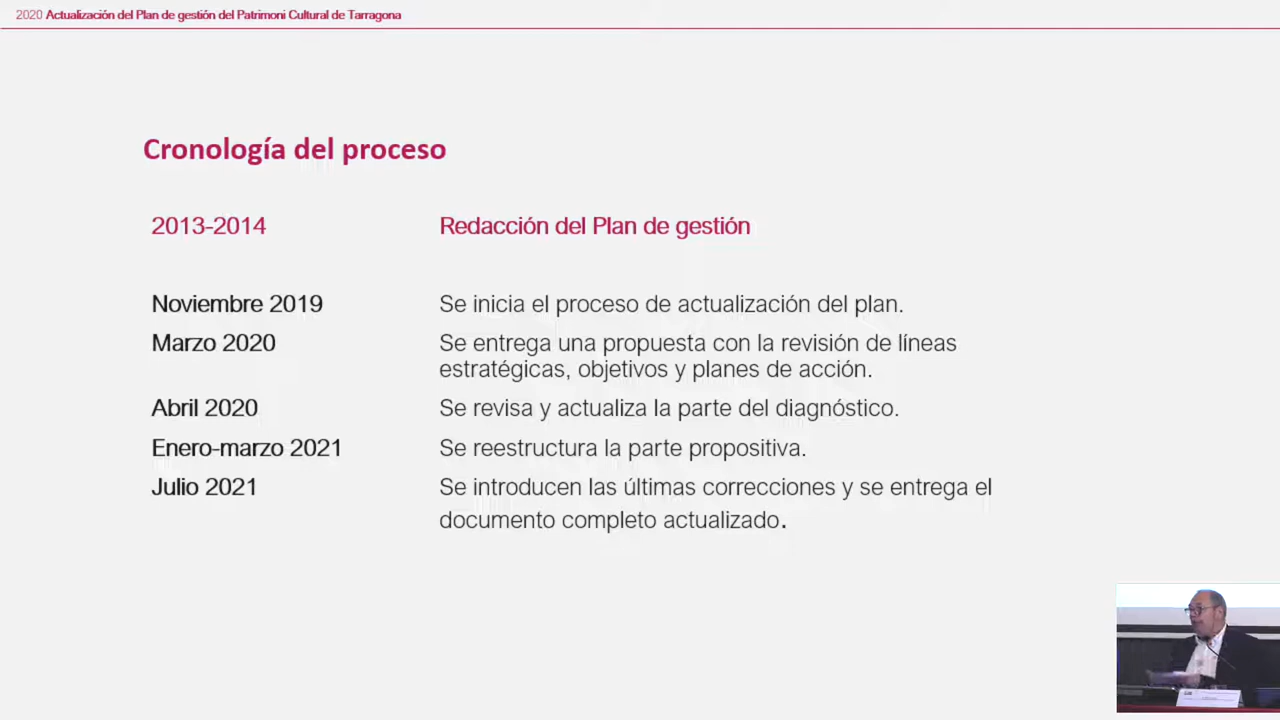 2020 Actualización del Plan de gestión del Patrimoni Cultural de Tarragona
Cronología del proceso
2013-2014 Redacción del Plan de gestión
Noviembre 2019 Se inicia el proceso de actualización del plan.
Marzo 2020 Se entrega una propuesta con la revisión de líneas
estratégicas, objetivos y planes de acción.
Abril 2020 Se revisa y actualiza la parte del diagnóstico.
Enero-marzo 2021 Se reestructura la parte propositiva.
Julio 2021 Se introducen las últimas correcciones y se entrega el
documento completo actualizado.